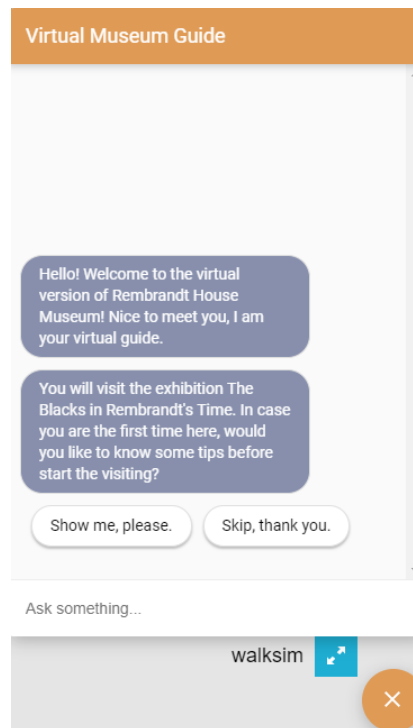 Virtual Museum Guide
Hello! Welcome to the virtual
version of Rembrandt House
Museum! Nice to meet you, I am
your virtual guide.
You will visit the exhibition The
Blacks in Rembrandt's Time. In case
you are the first time here, would
you like to know some tips before
start the visiting?
Show me, please. Skip, thank you.
Ask something...
walksim